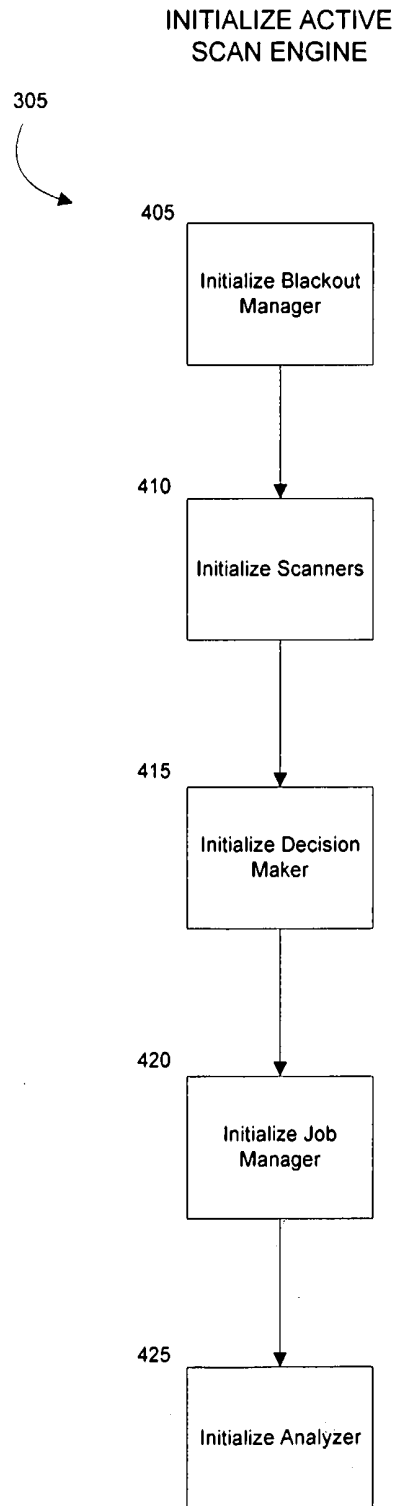 INITIALIZE ACTIVE
SCAN ENGINE
305
405
Initialize Blackout
Manager
410
Initialize Scanners
415
Initialize Decision
Maker
420
Initialize Job
Manager
425
Initialize Analyzer